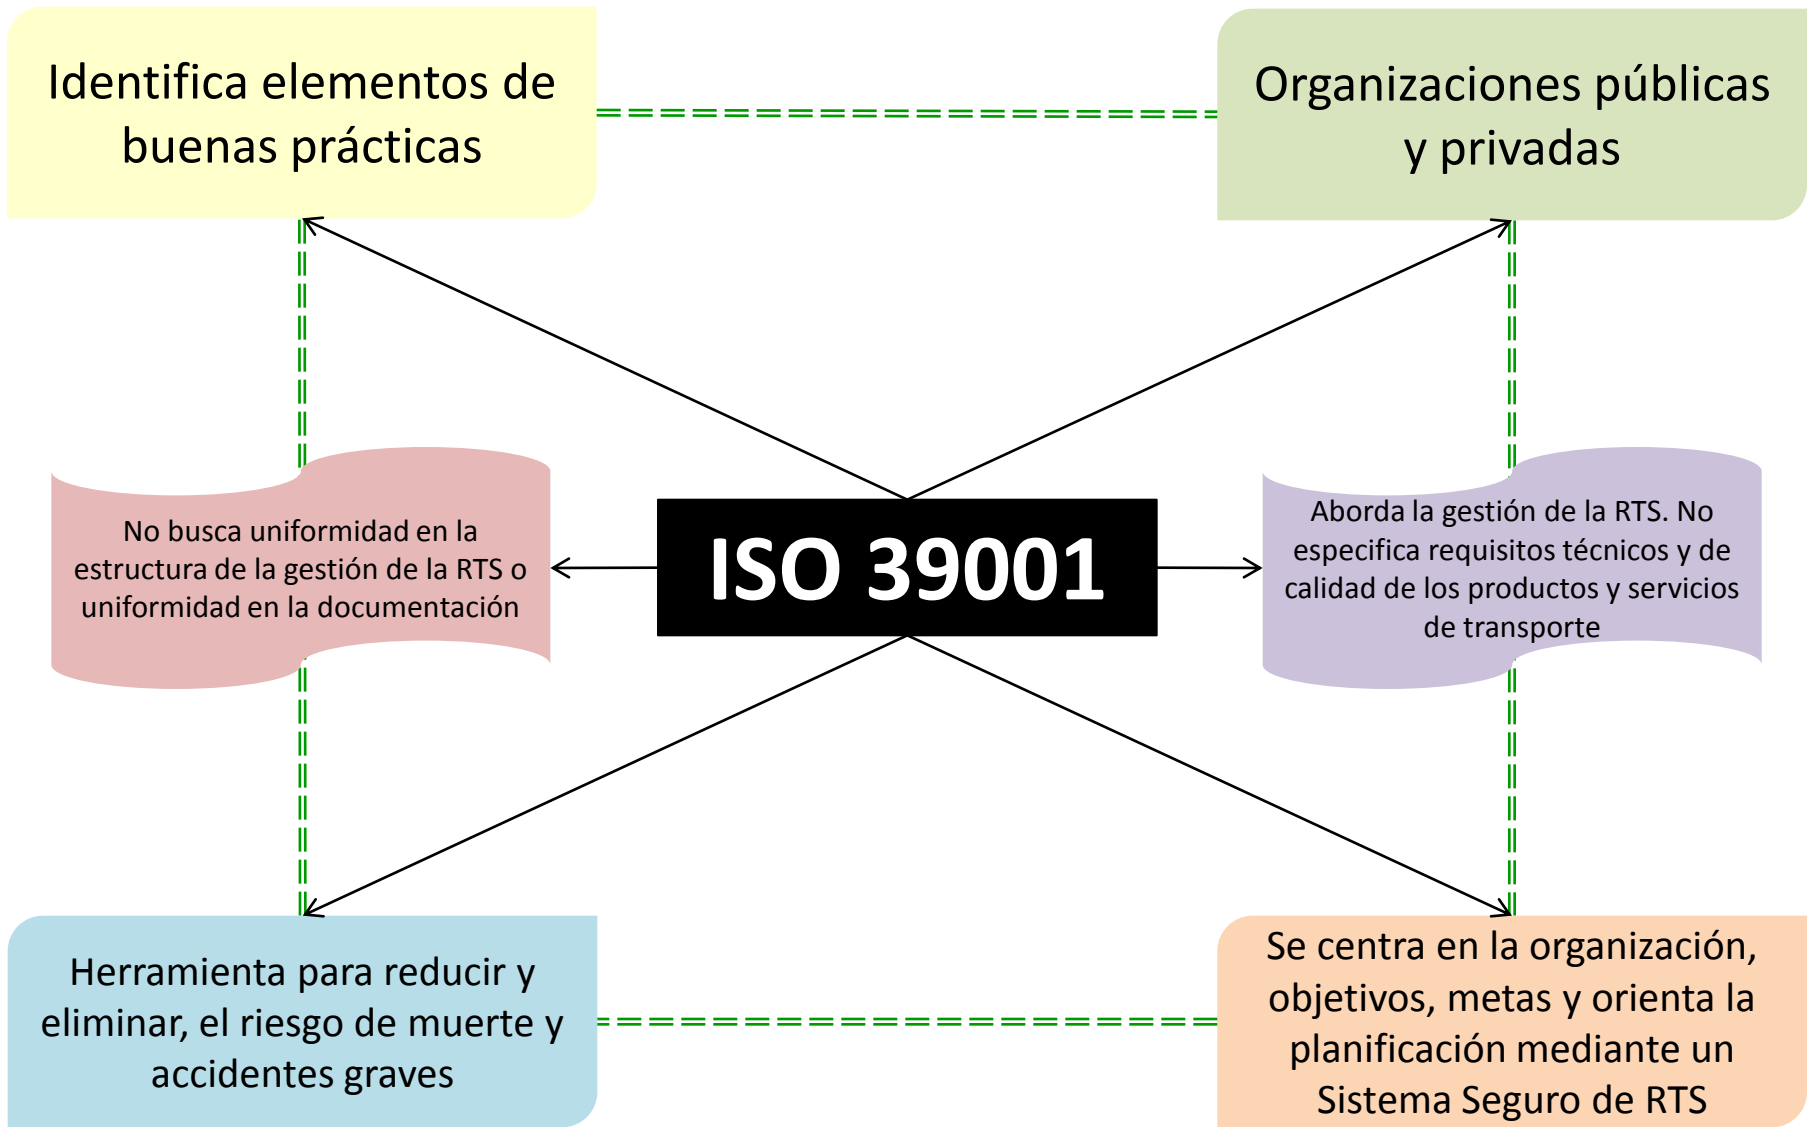 Identifica elementos de
buenas prácticas
Organizaciones públicas
y privadas
No busca uniformidad en la
estructura de la gestión de la RTS o
uniformidad en la documentación
ISO 39001
Aborda la gestión de la RTS. No
especifica requisitos técnicos y de
calidad de los productos y servicios
de transporte
Herramienta para reducir y
eliminar, el riesgo de muerte y
accidentes graves
Se centra en la organización,
objetivos, metas y orienta la
planificación mediante un
Sistema Seguro de RTS